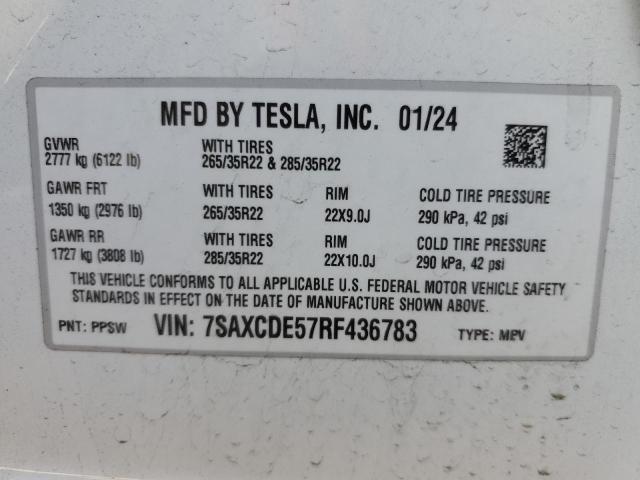 MFD BY TESLA, INC. 01/24
GVWR
2777 kg (6122 lb)
WITH TIRES
265/35R22 & 285/35R22
GAWR FRT
1350 kg (2976 lb)
WITH TIRES
265/35R22
RIM
22X9.0J
COLD TIRE PRESSURE
290 kPa, 42 psi
GAWR RR
1727 kg (3808 lb)
WITH TIRES
285/35R22
RIM
22X10.0J
COLD TIRE PRESSURE
290 kPa, 42 psi
THIS VEHICLE CONFORMS TO ALL APPLICABLE U.S. FEDERAL MOTOR VEHICLE SAFETY
STANDARDS IN EFFECT ON THE DATE OF MANUFACTURE SHOWN ABOVE.
PNT: PPSW VIN: 7SAXCDE57RF436783 TYPE: MPV